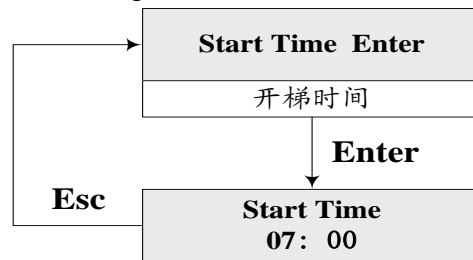 Start Time Enter
开梯时间
Enter
Esc
Start Time
07： 00